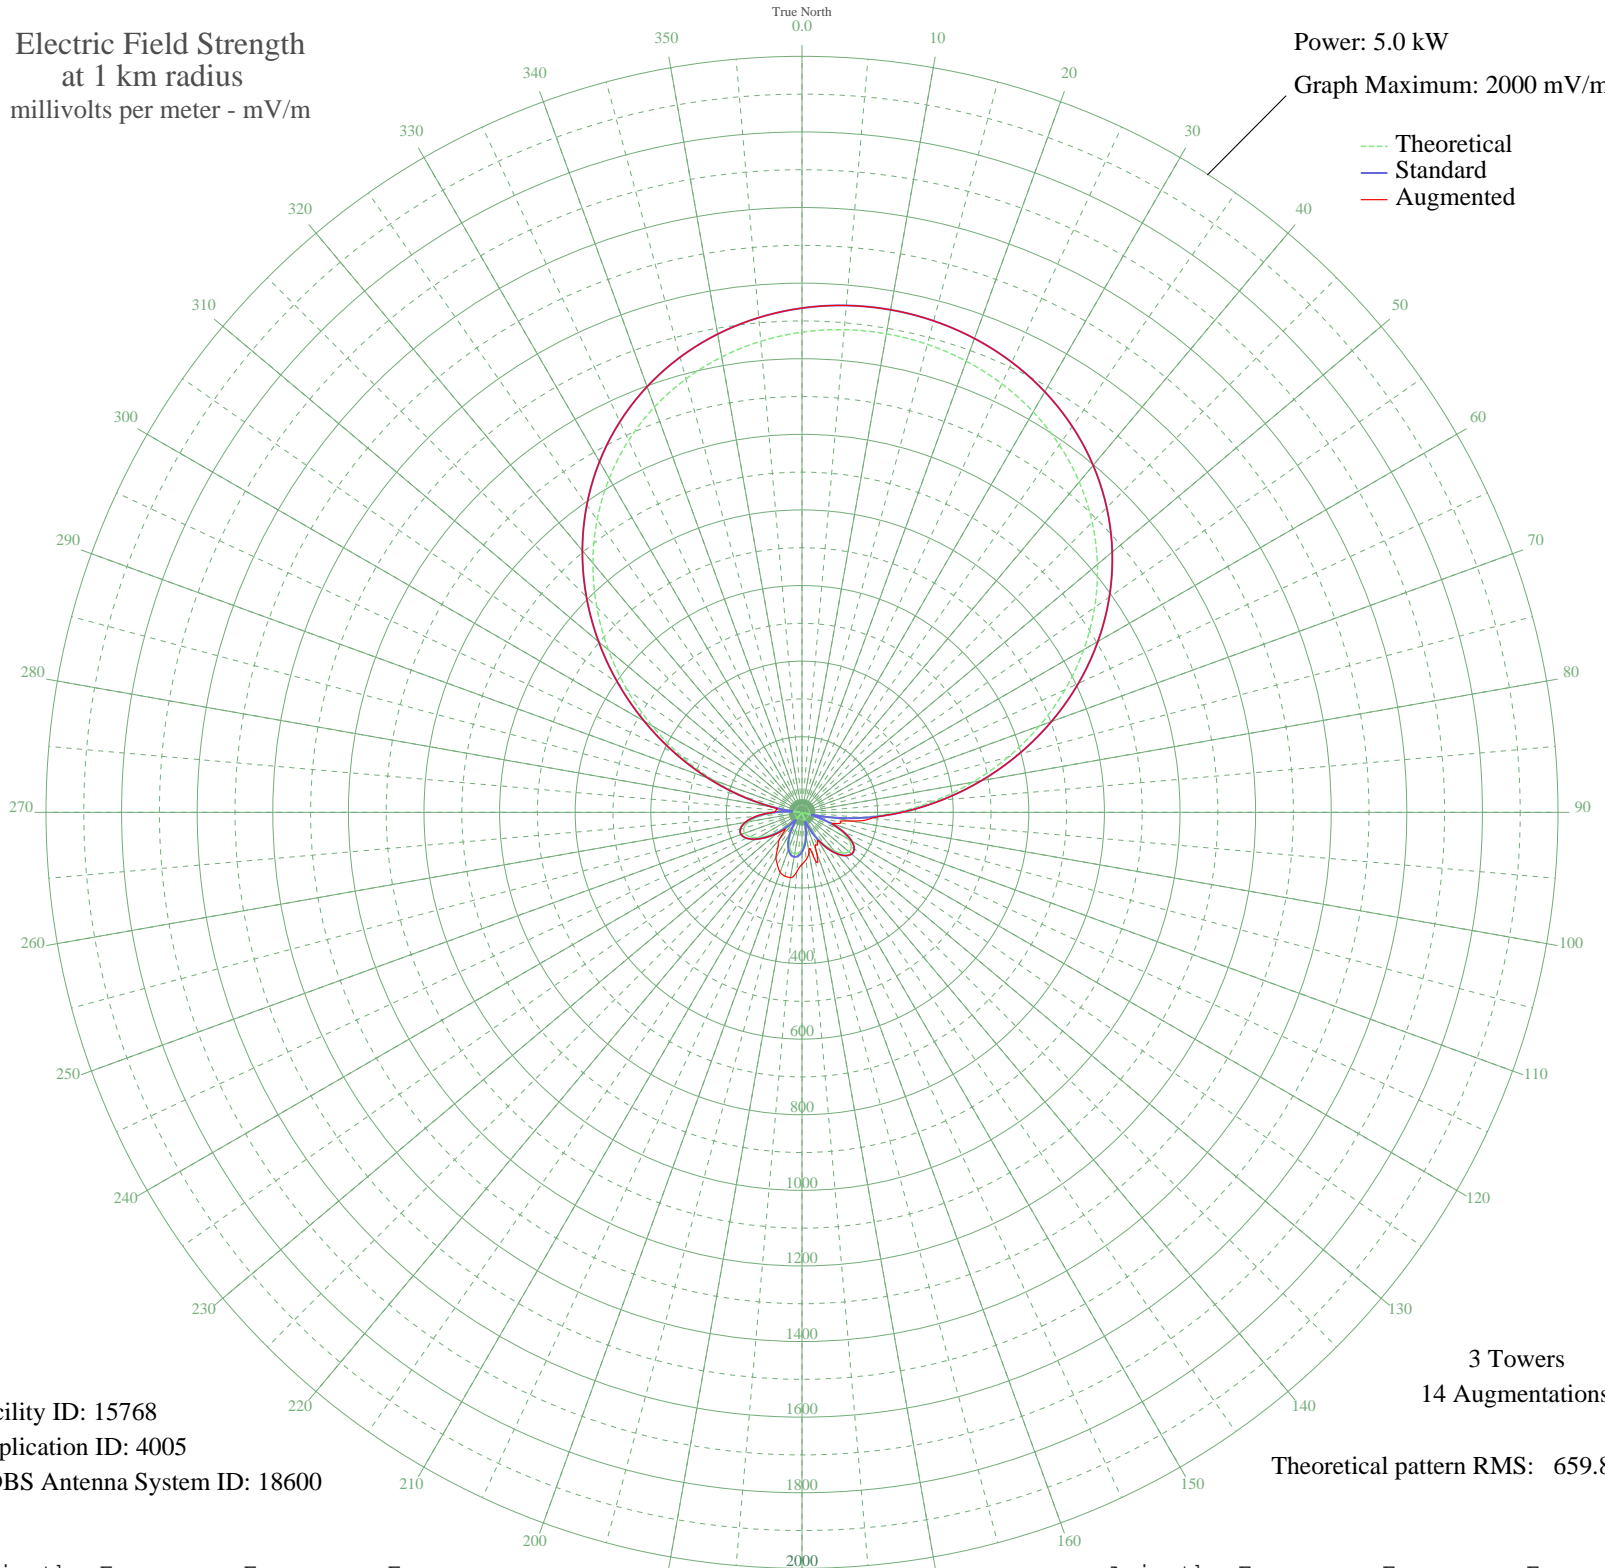 True North
0.0
Electric Field Strength
at 1 km radius
millivolts per meter - mV/m
Power: 5.0 kW
Graph Maximum: 2000 mV/m
Theoretical
Standard
Augmented
10
20
30
40
50
60
70
80
90
100
110
120
130
140
150
160
200
210
220
230
240
250
260
270
280
290
300
310
320
330
340
350
400
600
800
1000
1200
1400
1600
1800
2000
3 Towers
14 Augmentations
Theoretical pattern RMS: 659.8
cility ID: 15768
plication ID: 4005
DBS Antenna System ID: 18600